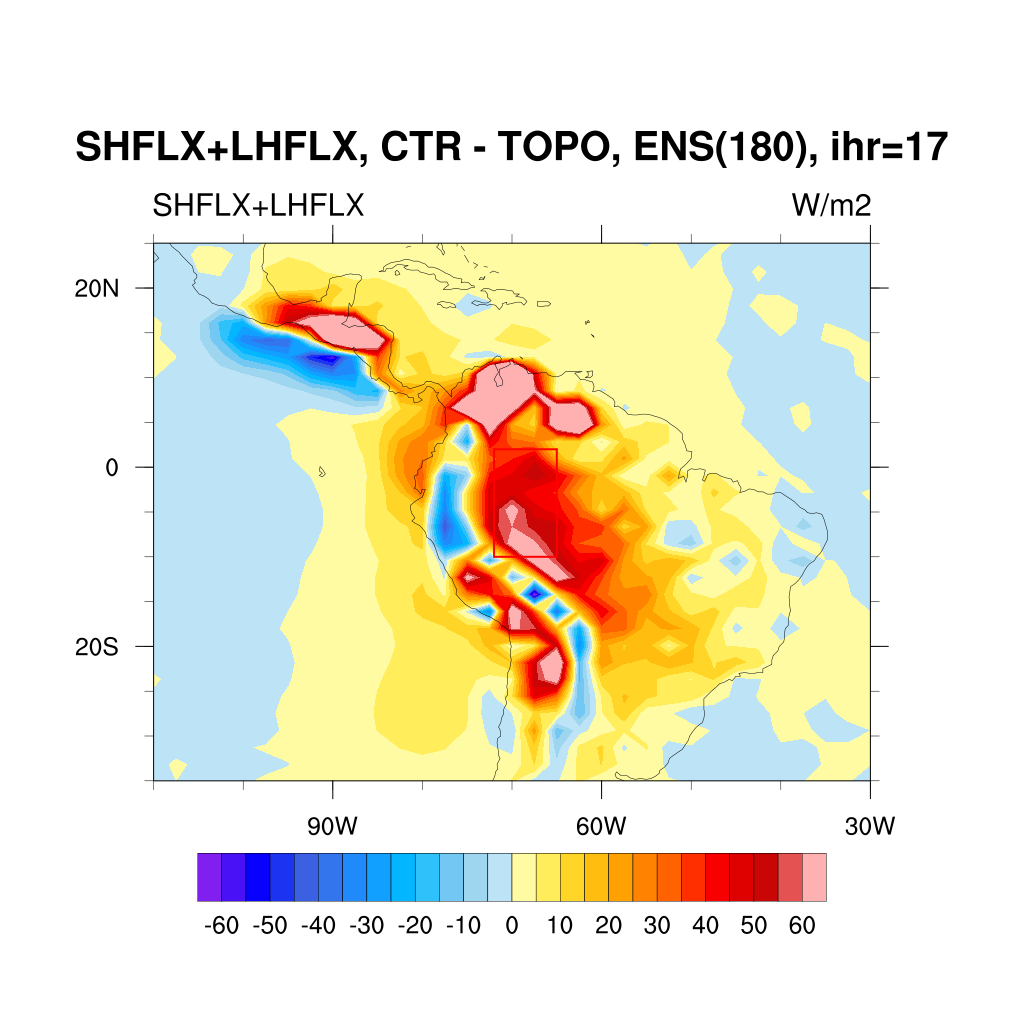 SHFLX+LHFLX, CTR - TOPO, ENS(180), ihr=17
SHFLX+LHFLX W/m2
20N
0
20S
90W 60W 30W
-60 -50 -40 -30 -20 -10 0 10 20 30 40 50 60